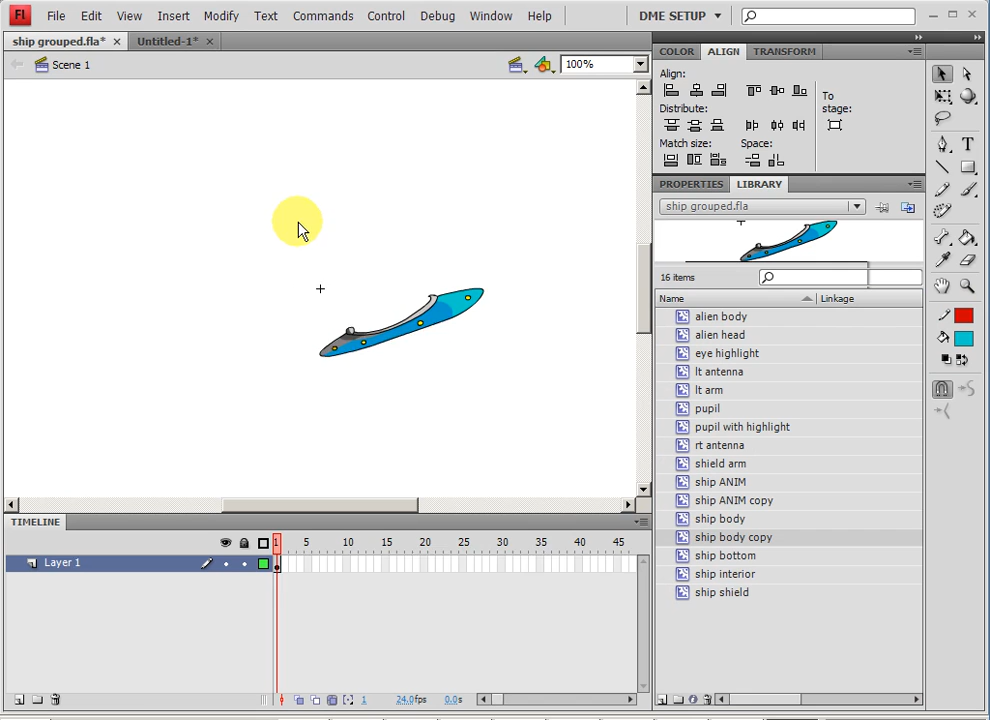 Fl File Edit View Insert Modify Text Commands Control Debug Window Help DME SETUP
ship grouped.fla* Untitled-1*
Scene 1 100%
COLOR ALIGN TRANSFORM
Align:
To stage:
Distribute:
Match size: Space:
PROPERTIES LIBRARY
ship grouped.fla
16 items
Name Linkage
alien body
alien head
eye highlight
lt antenna
lt arm
pupil
pupil with highlight
rt antenna
shield arm
ship ANIM
ship ANIM copy
ship body
ship body copy
ship bottom
ship interior
ship shield
TIMELINE
1 5 10 15 20 25 30 35 40 45
Layer 1
1 24.0fps 0.0s
T